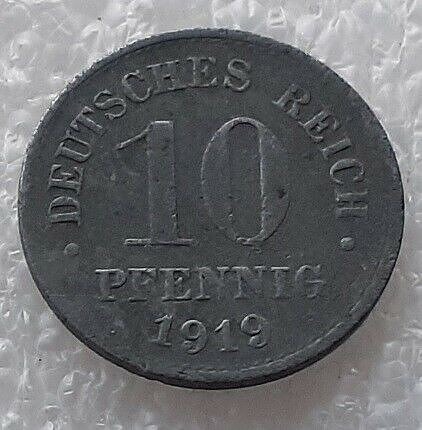 · DEUTSCHES REICH ·
10
PFENNIG
1919